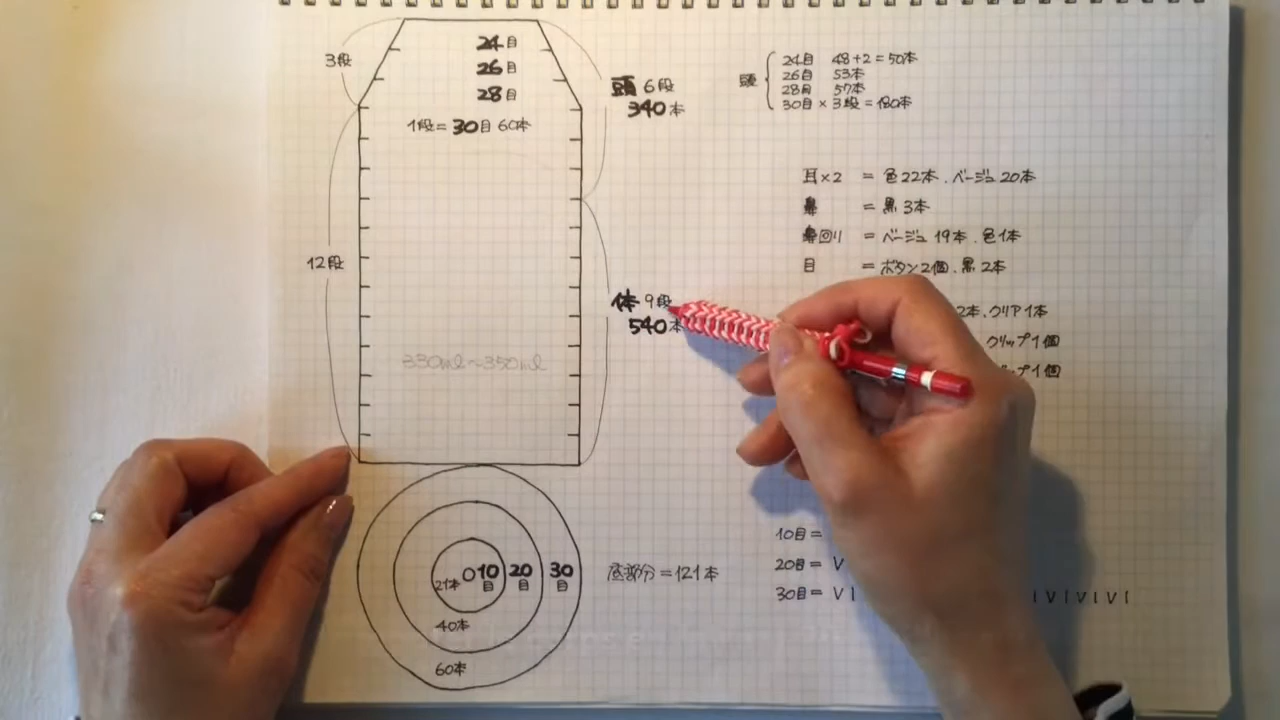 3段
24目
26目
28目
1段=30目60本
頭 6段
340本
12段
体 9段
540本
330ml〜350ml
21本
10目
20目
30目
40本
60本
底部分=121本
頭
24目 48+2=50本
26目 53本
28目 57本
30目×3段=180本
耳×2 = 色22本、ベージュ20本
鼻 = 黒3本
鼻回り = ベージュ19本、色1本
目 = ボタン2個、黒2本
2本、クリア1本
クリップ1個
ップ1個
10目=
20目= V
30目= V I
I V I V I V I